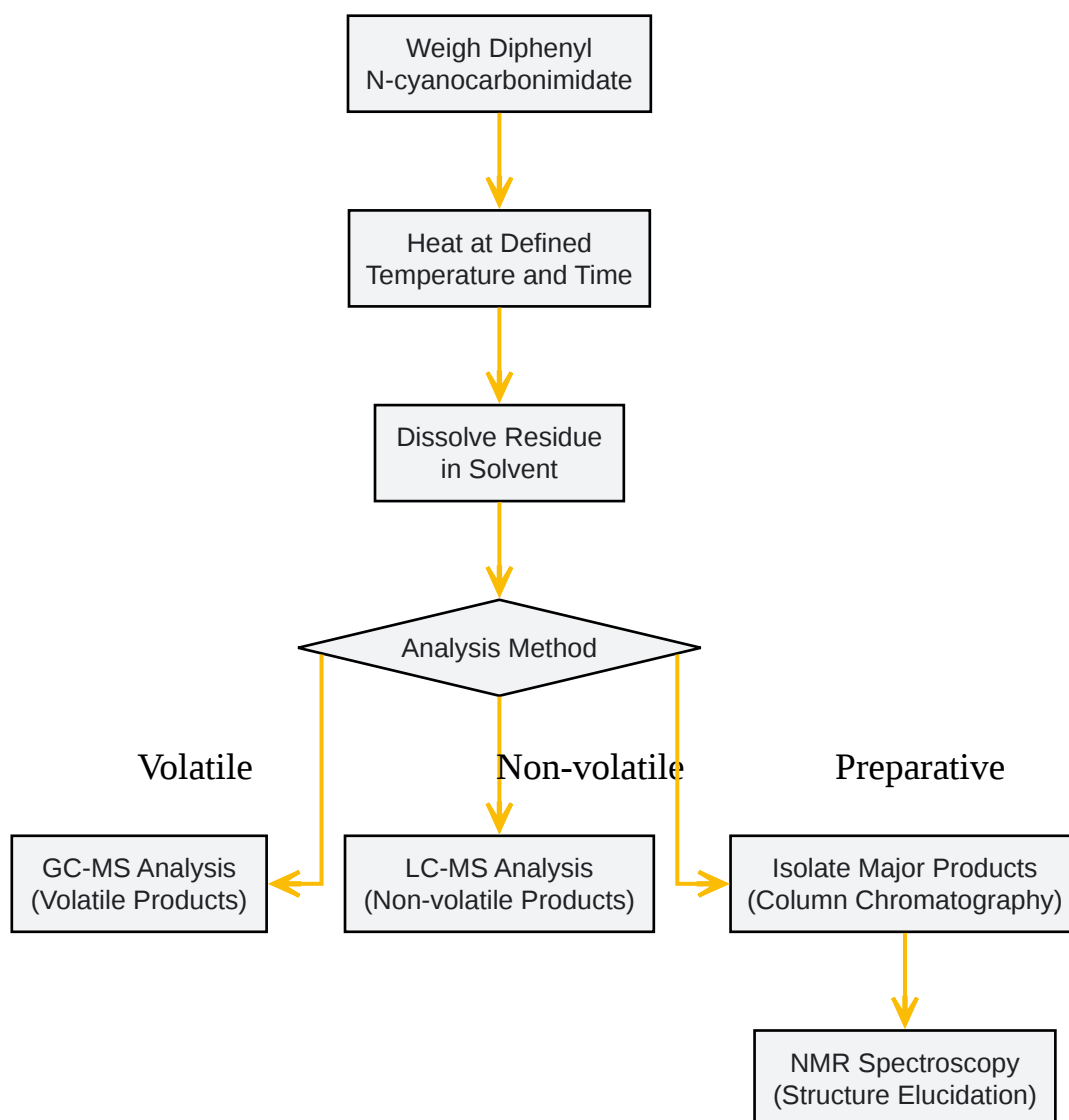 Weigh Diphenyl
N-cyanocarbonimidate
Heat at Defined
Temperature and Time
Dissolve Residue
in Solvent
Analysis Method
Volatile
Non-volatile
Preparative
GC-MS Analysis
(Volatile Products)
LC-MS Analysis
(Non-volatile Products)
Isolate Major Products
(Column Chromatography)
NMR Spectroscopy
(Structure Elucidation)